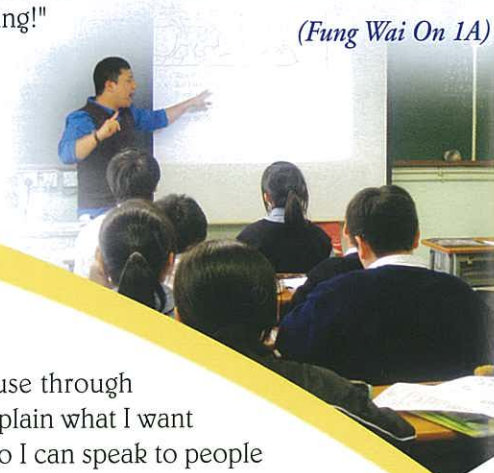 ng!"
(Fung Wai On 1A)
use through
plain what I want
o I can speak to people